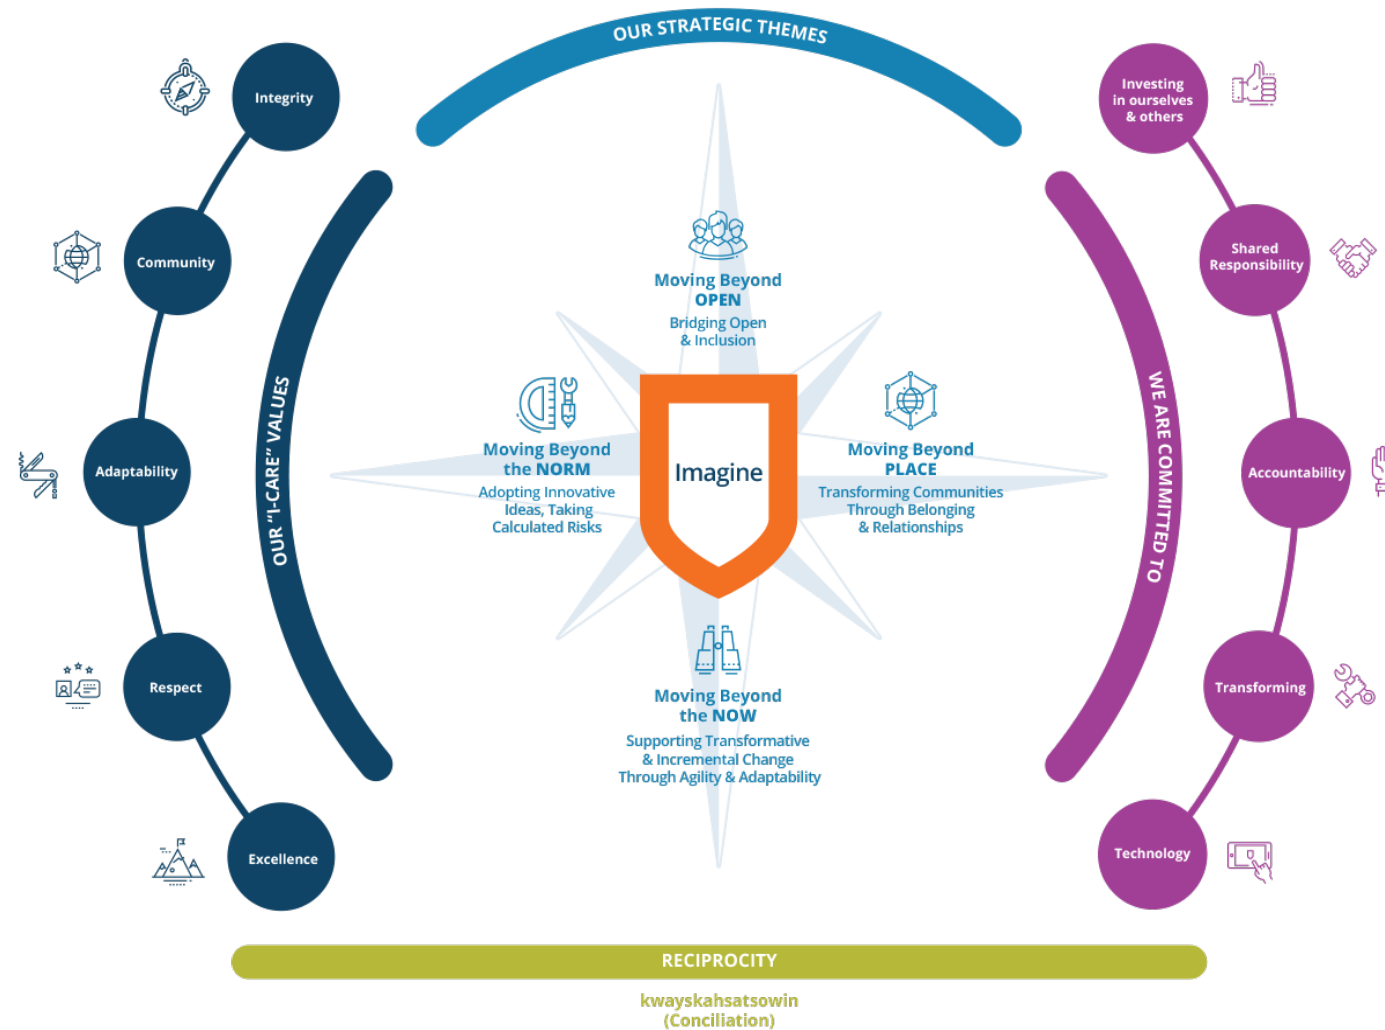 OUR STRATEGIC THEMES
OUR "I-CARE" VALUES
Integrity
Community
Adaptability
Respect
Excellence
Moving Beyond
OPEN
Bridging Open
& Inclusion
Moving Beyond
the NORM
Adopting Innovative
Ideas, Taking
Calculated Risks
Imagine
Moving Beyond
PLACE
Transforming Communities
Through Belonging
& Relationships
Moving Beyond
the NOW
Supporting Transformative
& Incremental Change
Through Agility & Adaptability
WE ARE COMMITTED TO
Investing
in ourselves
& others
Shared
Responsibility
Accountability
Transforming
Technology
RECIPROCITY
kwayskahsatsowin
(Conciliation)